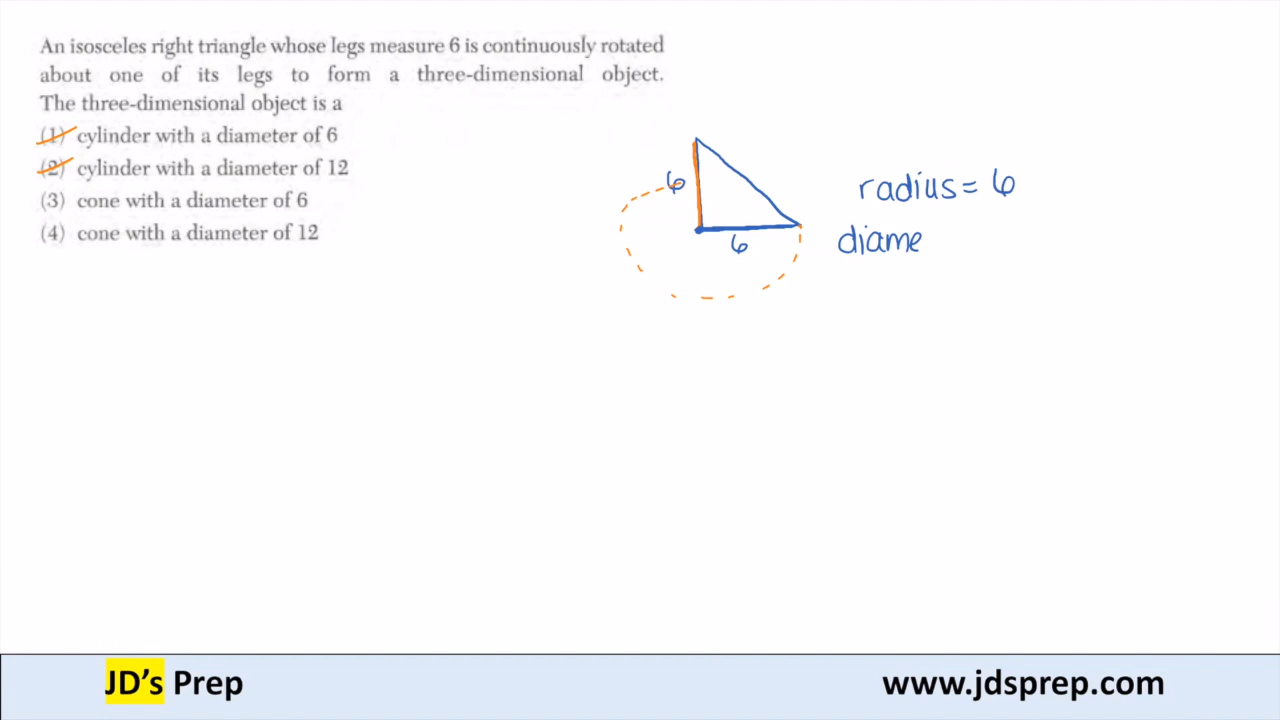 An isosceles right triangle whose legs measure 6 is continuously rotated
about one of its legs to form a three-dimensional object.
The three-dimensional object is a
(1) cylinder with a diameter of 6
(2) cylinder with a diameter of 12
(3) cone with a diameter of 6
(4) cone with a diameter of 12
6
6
radius = 6
diame
JD's Prep
www.jdsprep.com